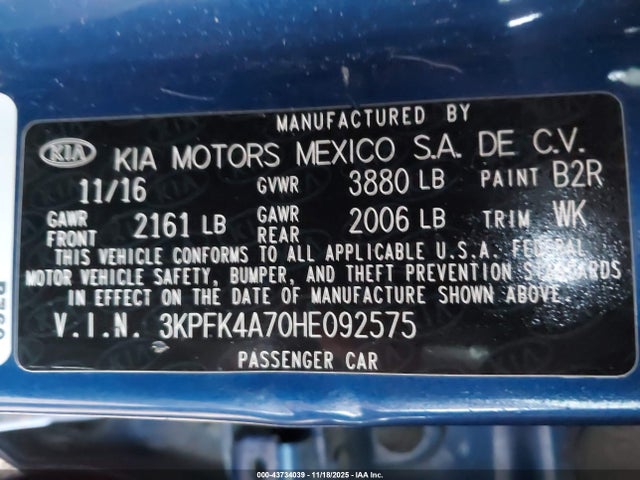 MANUFACTURED BY
KIA KIA MOTORS MEXICO S.A. DE C.V.
11/16 GVWR 3880 LB PAINT B2R
GAWR FRONT 2161 LB GAWR REAR 2006 LB TRIM WK
THIS VEHICLE CONFORMS TO ALL APPLICABLE U.S.A. FEDERAL
MOTOR VEHICLE SAFETY, BUMPER, AND THEFT PREVENTION STANDARDS
IN EFFECT ON THE DATE OF MANUFACTURE SHOWN ABOVE.
V.I.N. 3KPFK4A70HE092575
PASSENGER CAR
000-43734039 - 11/18/2025 - IAA Inc.